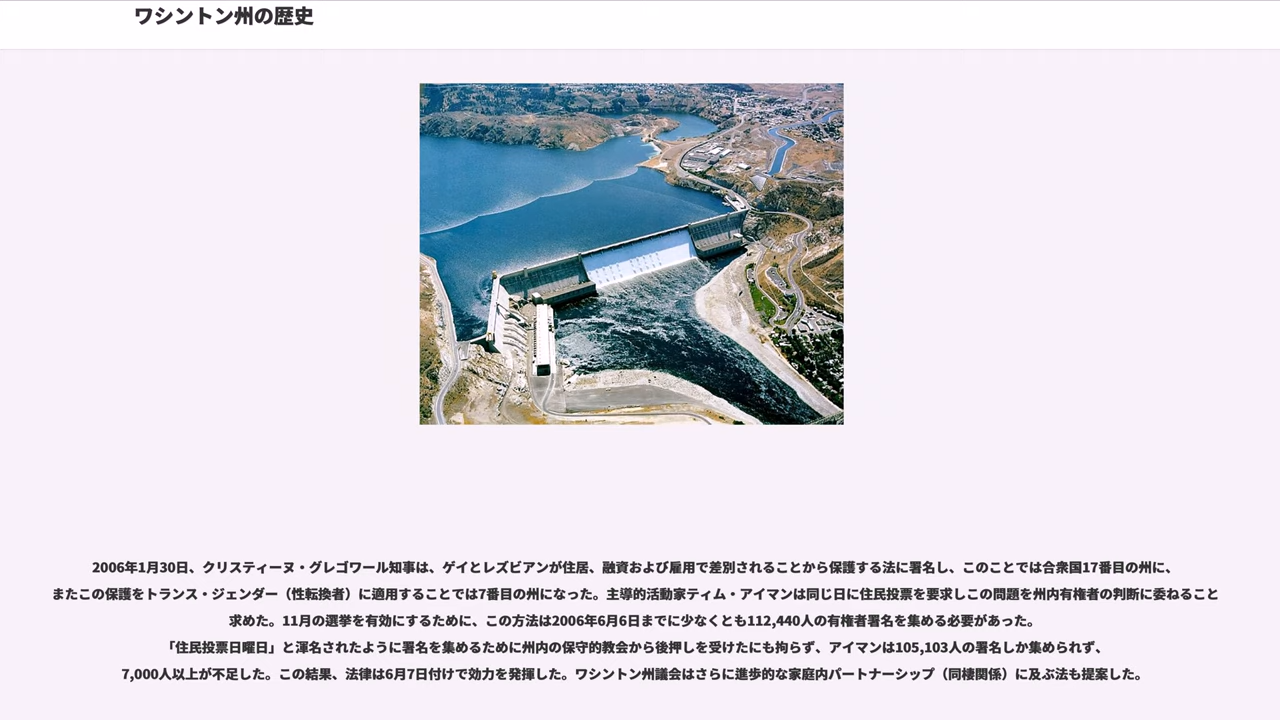 ワシントン州の歴史
2006年1月30日、クリスティーヌ・グレゴワール知事は、ゲイとレズビアンが住居、融資および雇用で差別されることから保護する法に署名し、このことでは合衆国17番目の州に、
またこの保護をトランス・ジェンダー（性転換者）に適用することでは7番目の州になった。主導的活動家ティム・アイマンは同じ日に住民投票を要求しこの問題を州内有権者の判断に委ねること
求めた。11月の選挙を有効にするために、この方法は2006年6月6日までに少なくとも112,440人の有権者署名を集める必要があった。
「住民投票日曜日」と渾名されたように署名を集めるために州内の保守的教会から後押しを受けたにも拘らず、アイマンは105,103人の署名しか集められず、
7,000人以上が不足した。この結果、法律は6月7日付けで効力を発揮した。ワシントン州議会はさらに進歩的な家庭内パートナーシップ（同棲関係）に及ぶ法も提案した。